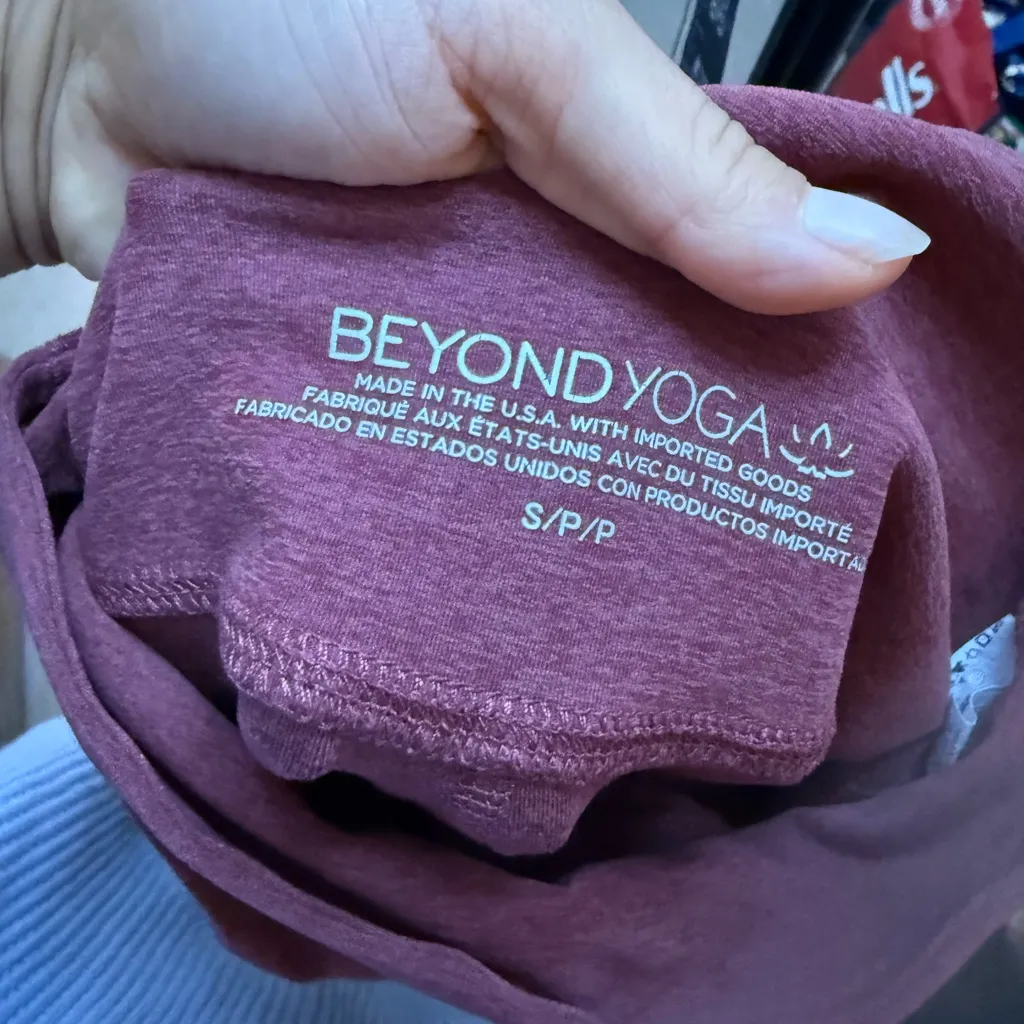 BEYOND YOGA
MADE IN THE U.S.A. WITH IMPORTED GOODS
FABRIQUÉ AUX ÉTATS-UNIS AVEC DU TISSU IMPORTÉ
FABRICADO EN ESTADOS UNIDOS CON PRODUCTOS
S/P/P